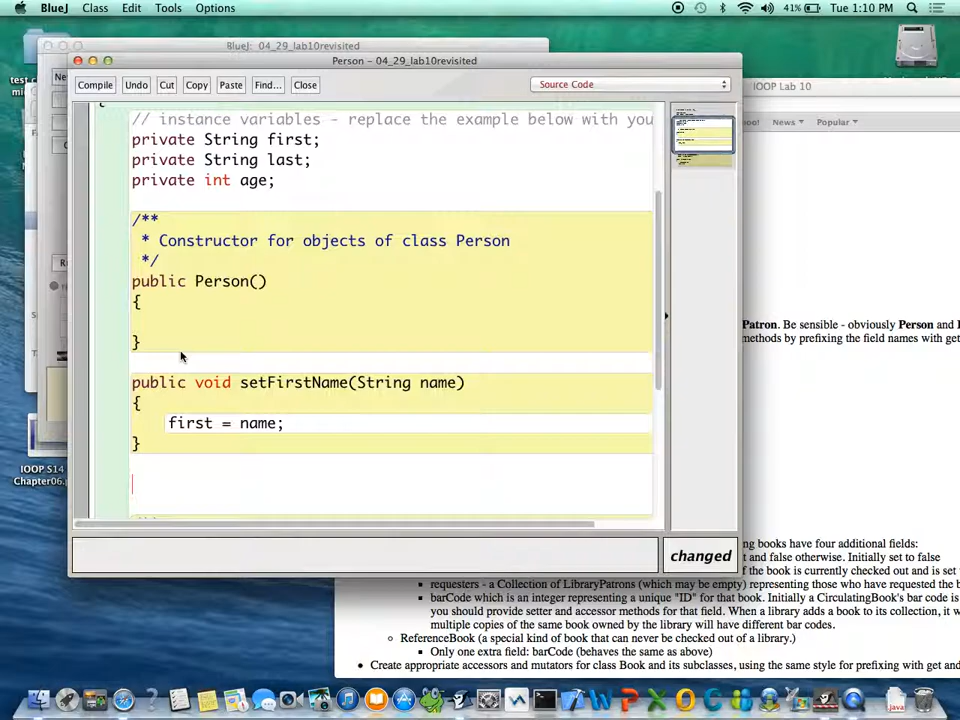 BlueJ Class Edit Tools Options 41% Tue 1:10 PM
BlueJ: 04_29_lab10revisited
Person - 04_29_lab10revisited
Compile Undo Cut Copy Paste Find... Close Source Code
IOOP Lab 10
News Popular
// instance variables - replace the example below with you
private String first;
private String last;
private int age;
/**
* Constructor for objects of class Person
*/
public Person()
{
}
public void setFirstName(String name)
{
first = name;
}
changed
IOOP S14
Patron. Be sensible - obviously Person and
methods by prefixing the field names with get
ng books have four additional fields:
t and false otherwise. Initially set to false
f the book is currently checked out and is set
requesters - a Collection of LibraryPatrons (which may be empty) representing those who have requested the
barCode which is an integer representing a unique "ID" for that book. Initially a CirculatingBook's bar code is
you should provide setter and accessor methods for that field. When a library adds a book to its collection, it
multiple copies of the same book owned by the library will have different bar codes.
ReferenceBook (a special kind of book that can never be checked out of a library.)
Only one extra field: barCode (behaves the same as above)
Create appropriate accessors and mutators for class Book and its subclasses, using the same style for prefixing with get and